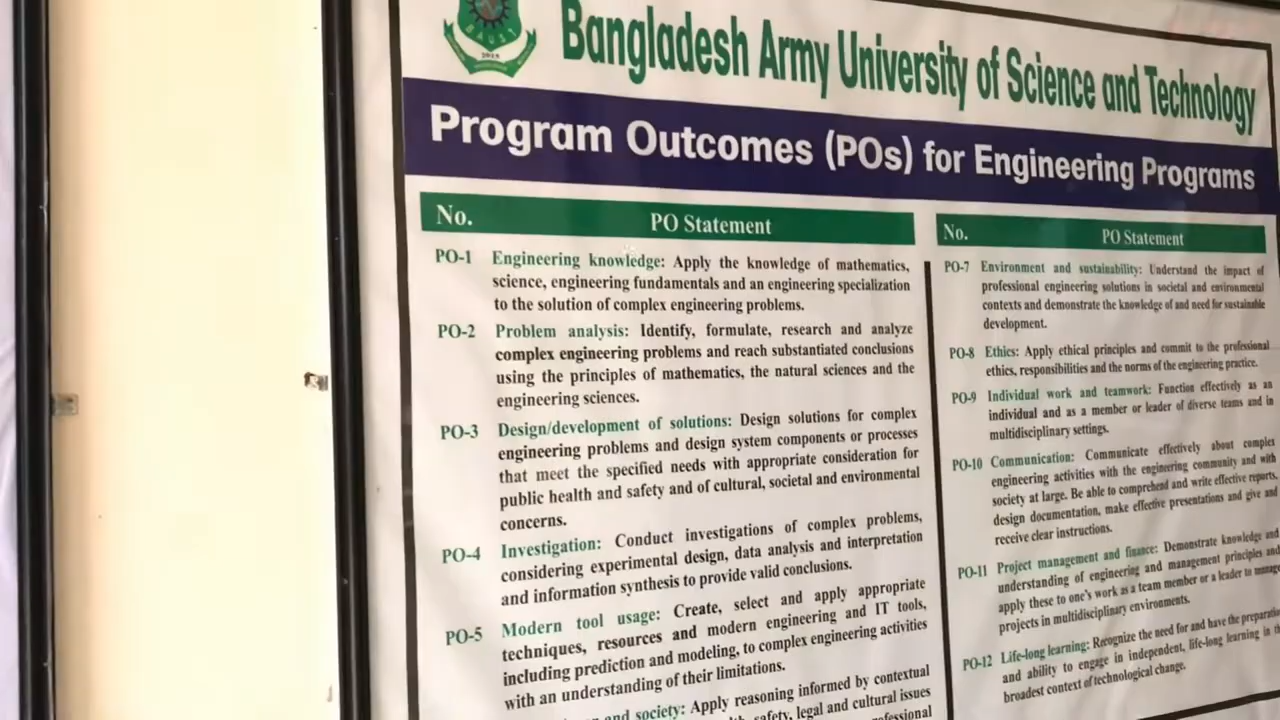 BAUST
2015
Bangladesh Army University of Science and Technology
Program Outcomes (POs) for Engineering Programs
No. PO Statement
PO-1 Engineering knowledge: Apply the knowledge of mathematics,
science, engineering fundamentals and an engineering specialization
to the solution of complex engineering problems.
PO-2 Problem analysis: Identify, formulate, research and analyze
complex engineering problems and reach substantiated conclusions
using the principles of mathematics, the natural sciences and the
engineering sciences.
PO-3 Design/development of solutions: Design solutions for complex
engineering problems and design system components or processes
that meet the specified needs with appropriate consideration for
public health and safety and of cultural, societal and environmental
concerns.
PO-4 Investigation: Conduct investigations of complex problems,
considering experimental design, data analysis and interpretation
and information synthesis to provide valid conclusions.
PO-5 Modern tool usage: Create, select and apply appropriate
techniques, resources and modern engineering and IT tools,
including prediction and modeling, to complex engineering activities
with an understanding of their limitations.
and society: Apply reasoning informed by contextual
safety, legal and cultural issues
No. PO Statement
PO-7 Environment and sustainability: Understand the impact of
professional engineering solutions in societal and environmental
contexts and demonstrate the knowledge of and need for sustainable
development.
PO-8 Ethics: Apply ethical principles and commit to the professional
ethics, responsibilities and the norms of the engineering practice.
PO-9 Individual work and teamwork: Function effectively as an
individual and as a member or leader of diverse teams and in
multidisciplinary settings.
PO-10 Communication: Communicate effectively about complex
engineering activities with the engineering community and with
society at large. Be able to comprehend and write effective reports,
design documentation, make effective presentations and give and
receive clear instructions.
PO-11 Project management and finance: Demonstrate knowledge and
understanding of engineering and management principles and
apply these to one's work as a team member or a leader to manage
projects in multidisciplinary environments.
PO-12 Life-long learning: Recognize the need for and have the
and ability to engage in independent, life-long learning in
broadest context of technological change.